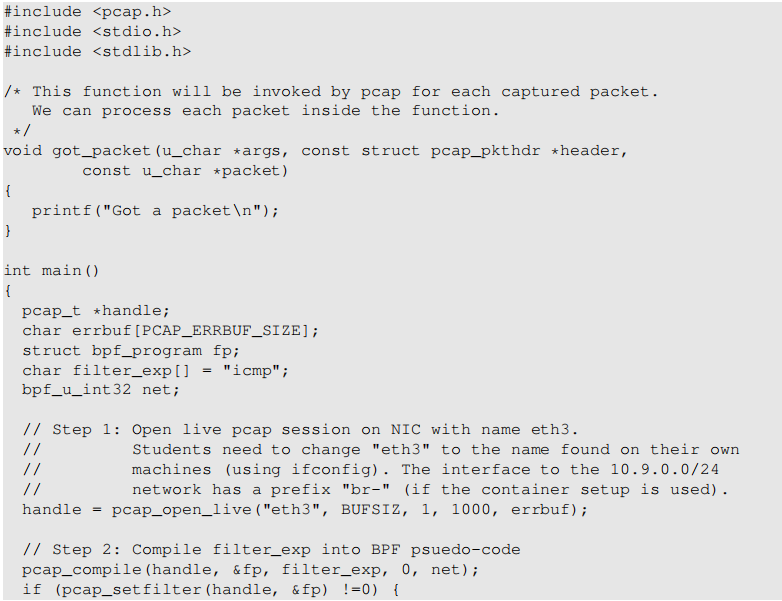 #include <pcap.h>
#include <stdio.h>
#include <stdlib.h>
/* This function will be invoked by pcap for each captured packet.
We can process each packet inside the function.
*/
void got_packet(u_char *args, const struct pcap_pkthdr *header,
const u_char *packet)
{
printf("Got a packet\n");
}
int main()
{
pcap_t *handle;
char errbuf[PCAP_ERRBUF_SIZE];
struct bpf_program fp;
char filter_exp[] = "icmp";
bpf_u_int32 net;
// Step 1: Open live pcap session on NIC with name eth3.
// Students need to change "eth3" to the name found on their own
// machines (using ifconfig). The interface to the 10.9.0.0/24
// network has a prefix "br-" (if the container setup is used).
handle = pcap_open_live("eth3", BUFSIZ, 1, 1000, errbuf);
// Step 2: Compile filter_exp into BPF psuedo-code
pcap_compile(handle, &fp, filter_exp, 0, net);
if (pcap_setfilter(handle, &fp) !=0) {